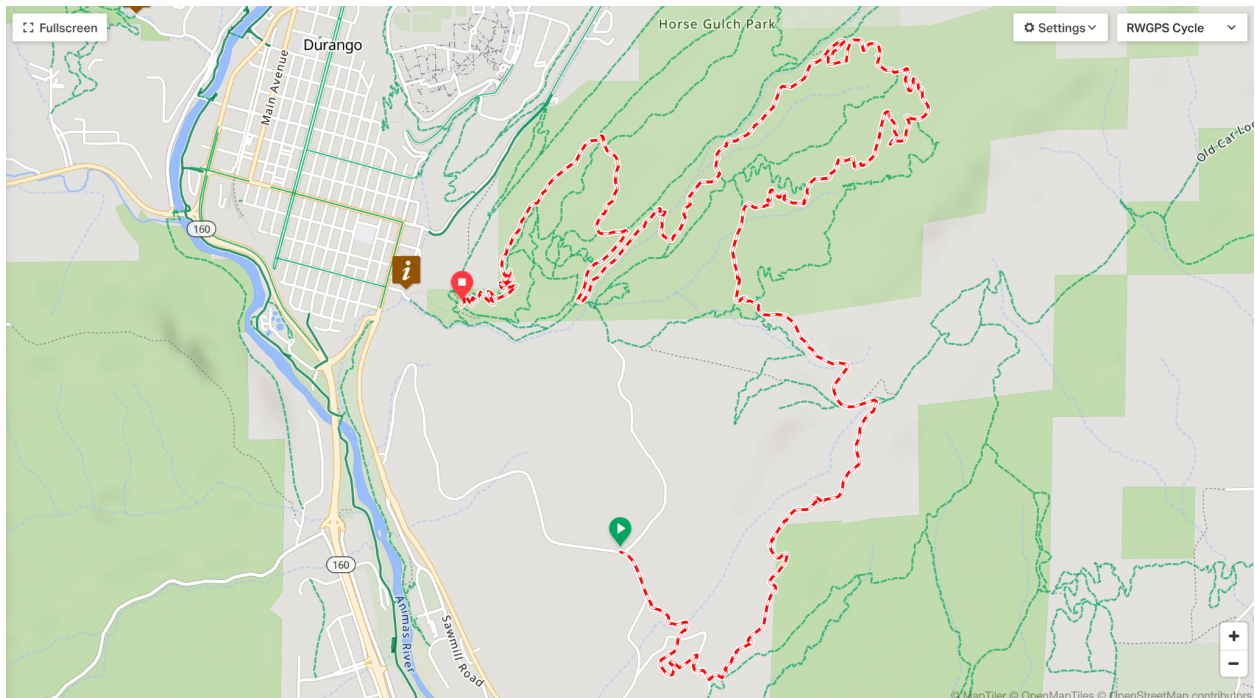 Fullscreen
Settings
RWGPS Cycle
Horse Gulch Park
Durango
Main Avenue
Old Car Loo
160
i
160
Animas River
Sawmill Road
+
−
© MapTiler © OpenMapTiles © OpenStreetMap contributors